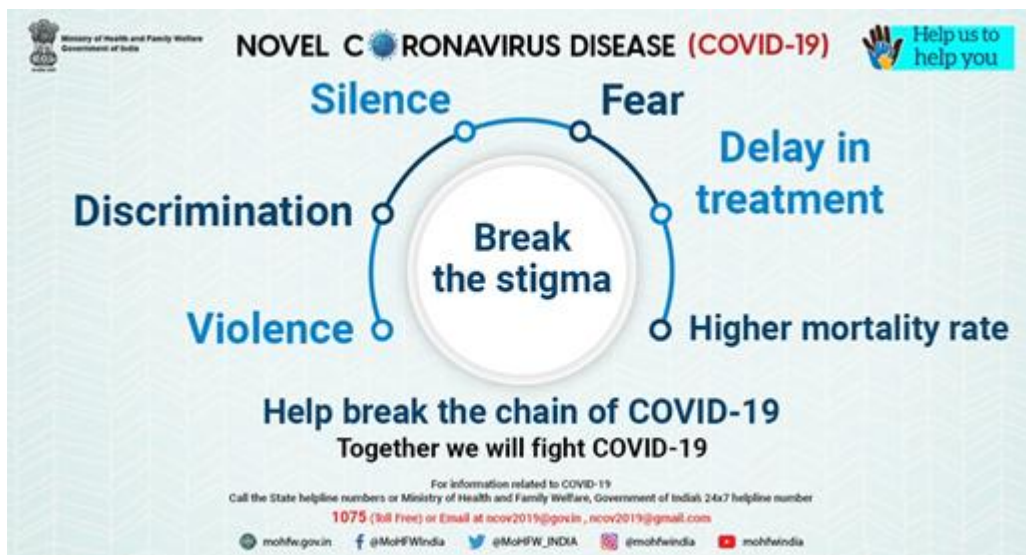 Ministry of Health and Family Welfare
Government of India
NOVEL CORONAVIRUS DISEASE (COVID-19)
Help us to
help you
Silence
Fear
Delay in
treatment
Discrimination
Break
the stigma
Violence
Higher mortality rate
Help break the chain of COVID-19
Together we will fight COVID-19
For information related to COVID-19
Call the State helpline numbers or Ministry of Health and Family Welfare, Government of India's 24x7 helpline number
1075 (Toll Free) or Email at ncov2019@gov.in , ncov2019@gmail.com
mohfw.gov.in @MoHFWIndia @MoHFW_INDIA @mohfwindia mohfwindia